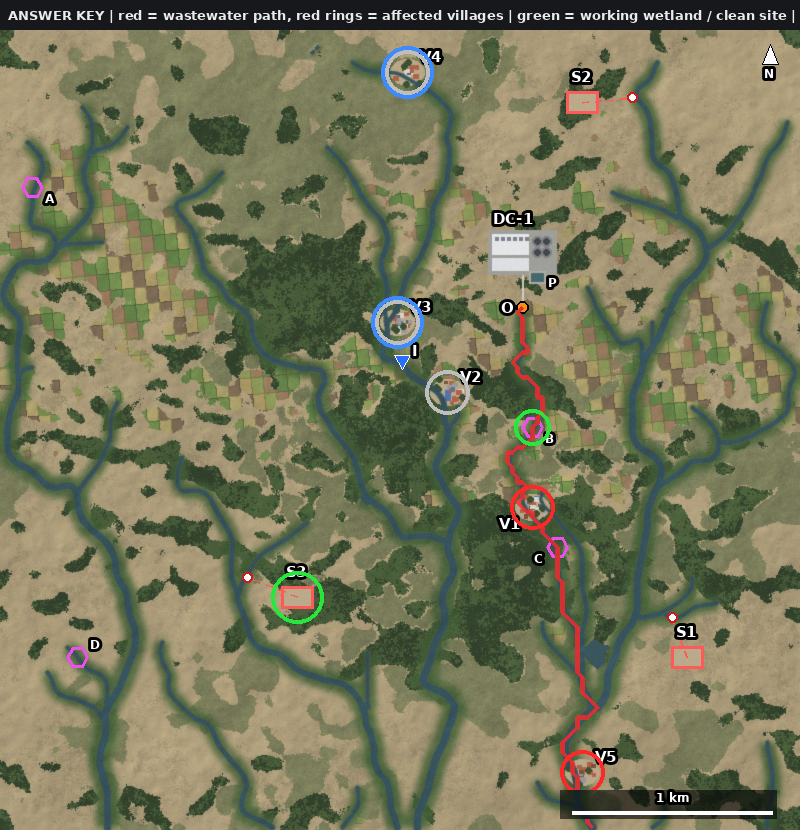 ANSWER KEY | red = wastewater path, red rings = affected villages | green = working wetland / clean site |
V4
S2
N
A
DC-1
P
O
V3
I
V2
B
V1
C
S3
D
S1
V5
1 km